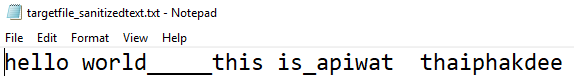 targetfile_sanitizedtext.txt - Notepad
File Edit Format View Help
hello world_____this is_apiwat  thaiphakdee